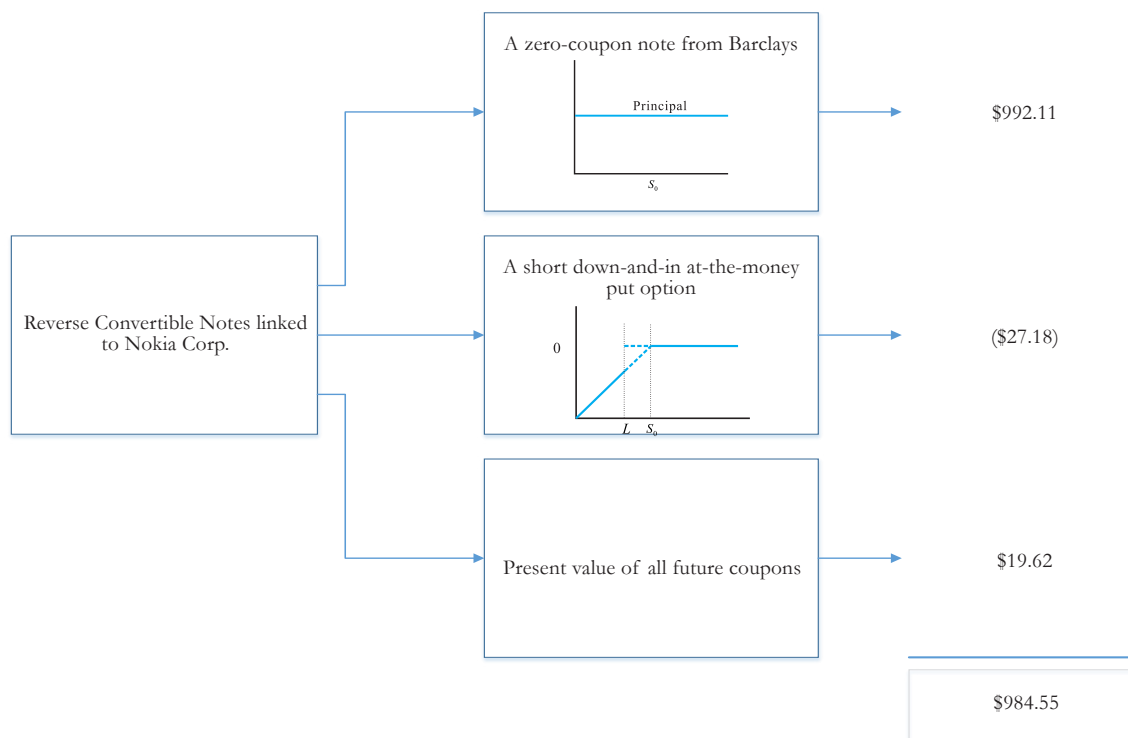 A zero-coupon note from Barclays
Principal
S₀
$992.11
Reverse Convertible Notes linked
to Nokia Corp.
A short down-and-in at-the-money
put option
0
L S₀
($27.18)
Present value of all future coupons
$19.62
$984.55